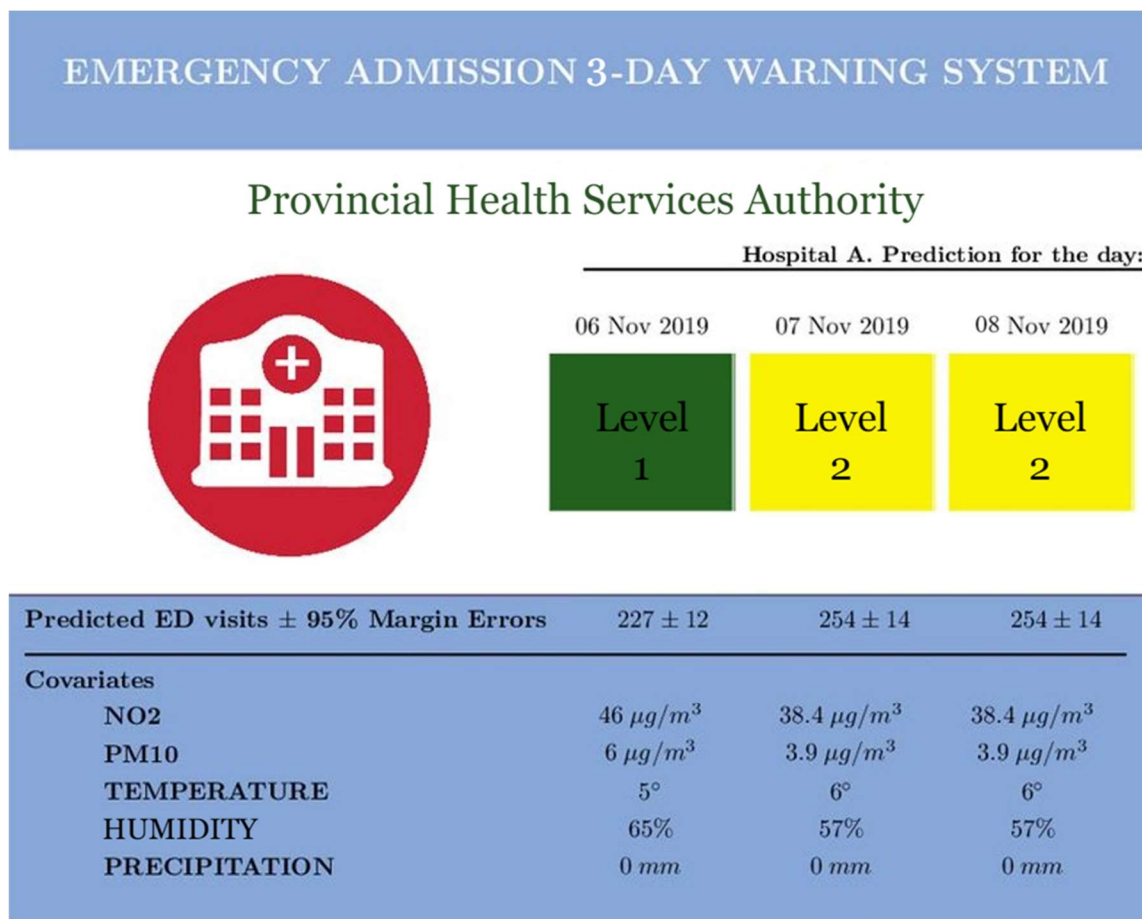 EMERGENCY ADMISSION 3-DAY WARNING SYSTEM
Provincial Health Services Authority
Hospital A. Prediction for the day:
06 Nov 2019 07 Nov 2019 08 Nov 2019
Level Level Level
1 2 2
Predicted ED visits ± 95% Margin Errors 227 ± 12 254 ± 14 254 ± 14
Covariates
NO2 46 µg/m³ 38.4 µg/m³ 38.4 µg/m³
PM10 6 µg/m³ 3.9 µg/m³ 3.9 µg/m³
TEMPERATURE 5° 6° 6°
HUMIDITY 65% 57% 57%
PRECIPITATION 0 mm 0 mm 0 mm